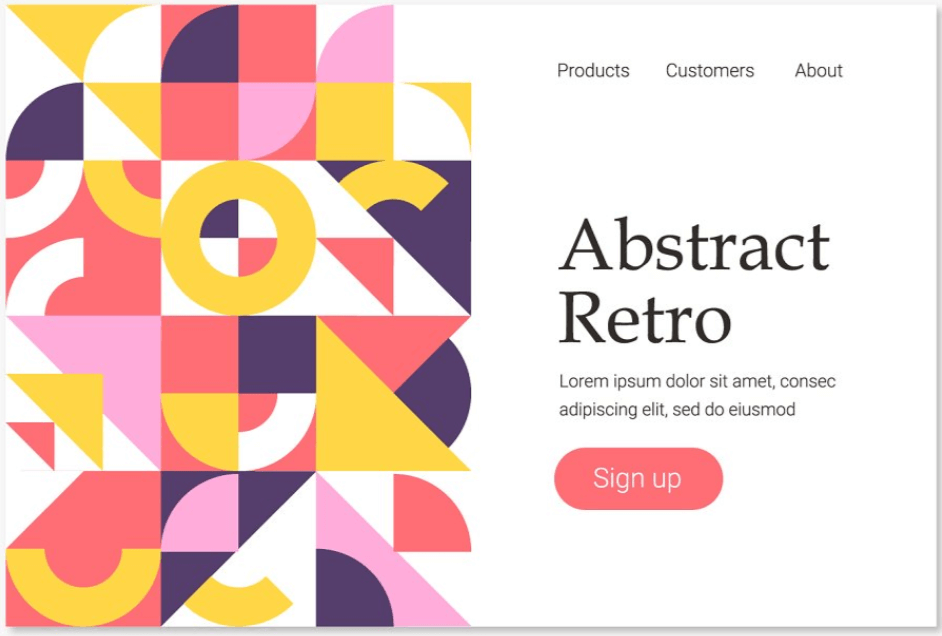 Products Customers About
Abstract
Retro
Lorem ipsum dolor sit amet, consec
adipiscing elit, sed do eiusmod
Sign up